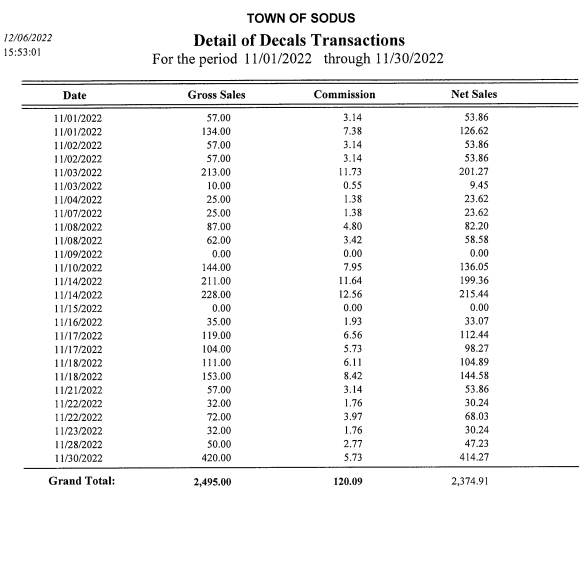 TOWN OF SODUS
12/06/2022
15:53:01
Detail of Decals Transactions
For the period 11/01/2022 through 11/30/2022
Date Gross Sales Commission Net Sales
11/01/2022 57.00 3.14 53.86
11/01/2022 134.00 7.38 126.62
11/02/2022 57.00 3.14 53.86
11/02/2022 57.00 3.14 53.86
11/03/2022 213.00 11.73 201.27
11/03/2022 10.00 0.55 9.45
11/04/2022 25.00 1.38 23.62
11/07/2022 25.00 1.38 23.62
11/08/2022 87.00 4.80 82.20
11/08/2022 62.00 3.42 58.58
11/09/2022 0.00 0.00 0.00
11/10/2022 144.00 7.95 136.05
11/14/2022 211.00 11.64 199.36
11/14/2022 228.00 12.56 215.44
11/15/2022 0.00 0.00 0.00
11/16/2022 35.00 1.93 33.07
11/17/2022 119.00 6.56 112.44
11/17/2022 104.00 5.73 98.27
11/18/2022 111.00 6.11 104.89
11/18/2022 153.00 8.42 144.58
11/21/2022 57.00 3.14 53.86
11/22/2022 32.00 1.76 30.24
11/22/2022 72.00 3.97 68.03
11/23/2022 32.00 1.76 30.24
11/28/2022 50.00 2.77 47.23
11/30/2022 420.00 5.73 414.27
Grand Total: 2,495.00 120.09 2,374.91